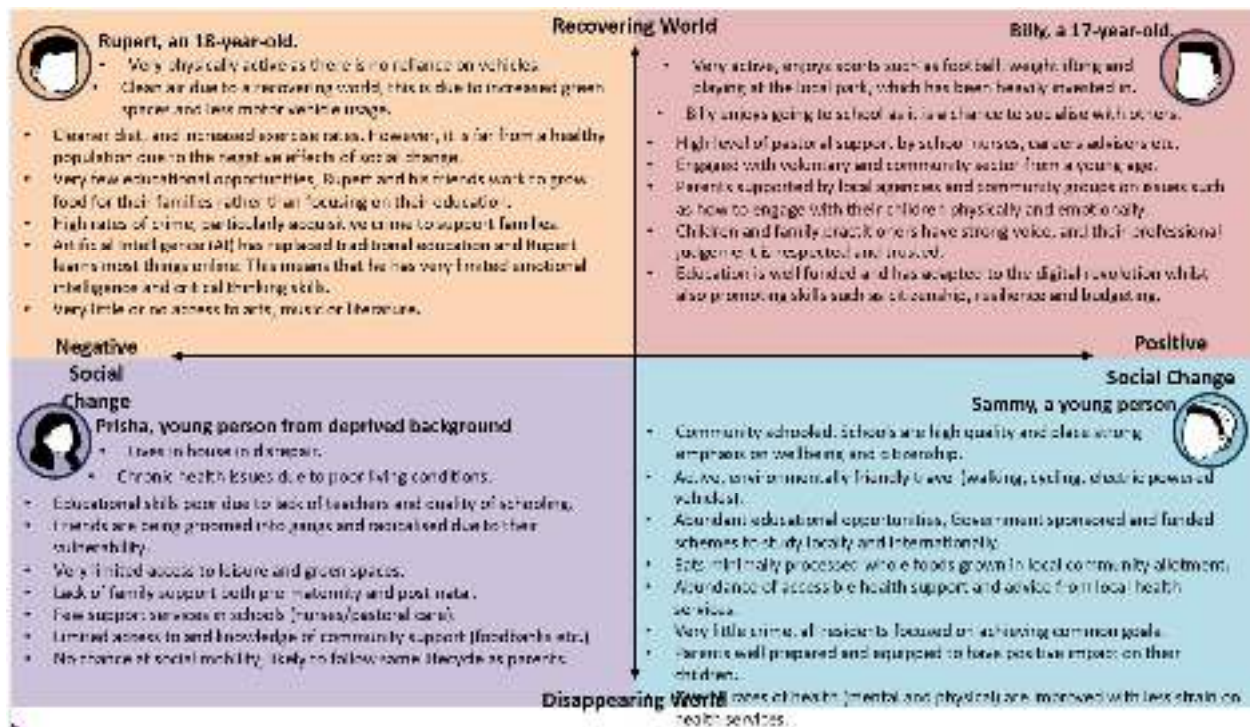 Recovering World
Rupert, an 18-year-old.
• Very physically active as there is no reliance on vehicles.
• Clean air due to a recovering world, this is due to increased green
spaces and less motor vehicle usage.
• Cleaner diet, and increased exercise rates. However, it is far from a healthy
population due to the negative effects of social change.
• Very few educational opportunities, Rupert and his friends work to grow
food for their families rather than focusing on their education.
• High rates of crime, particularly acquisitive crime to support families.
• Artificial Intelligence (AI) has replaced traditional education and Rupert
learns most things online. This means that he has very limited emotional
intelligence and critical thinking skills.
• Very little or no access to arts, music or literature.
Billy, a 17-year-old.
• Very active, enjoys sports such as football, weight lifting and
playing at the local park, which has been heavily invested in.
• Billy enjoys going to school as it is a chance to socialise with others.
• High level of pastoral support by school nurses, careers advisors etc.
• Engaged with voluntary and community sector from a young age.
• Parents supported by local agencies and community groups on issues such
as how to engage with their children physically and emotionally.
• Children and family practitioners have strong voice, and their professional
judgement is respected and trusted.
• Education is well funded and has adapted to the digital revolution whilst
also promoting skills such as citizenship, resilience and budgeting.
Negative
Social
Change
Positive
Social Change
Prisha, young person from deprived background
• Lives in house in disrepair.
• Chronic health issues due to poor living conditions.
• Educational skills poor due to lack of teachers and quality of schooling.
• Friends are being groomed into gangs and radicalised due to their
vulnerability.
• Very limited access to leisure and green spaces.
• Lack of family support both pre maternity and post natal.
• Few support services in schools (nurses/pastoral care).
• Limited access to and knowledge of community support (foodbanks etc.)
• No chance at social mobility, likely to follow same lifecycle as parents.
Sammy, a young person
• Community schooled. Schools are high quality and place strong
emphasis on wellbeing and citizenship.
• Active, environmentally friendly travel (walking, cycling, electric powered
vehicles).
• Abundant educational opportunities, Government sponsored and funded
schemes to study locally and internationally.
• Eats minimally processed whole foods grown in local community allotment.
• Abundance of accessible health support and advice from local health
services.
• Very little crime, all residents focused on achieving common goals.
• Parents well prepared and equipped to have positive impact on their
children.
• rates of health (mental and physical) are improved with less strain on
health services.
Disappearing World